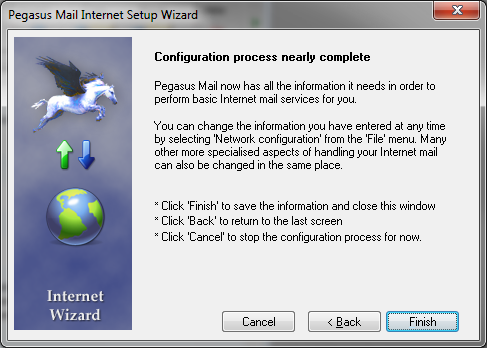 Pegasus Mail Internet Setup Wizard
Configuration process nearly complete
Pegasus Mail now has all the information it needs in order to
perform basic Internet mail services for you.
You can change the information you have entered at any time
by selecting 'Network configuration' from the 'File' menu. Many
other more specialised aspects of handling your Internet mail
can also be changed in the same place.
* Click 'Finish' to save the information and close this window
* Click 'Back' to return to the last screen
* Click 'Cancel' to stop the configuration process for now.
Internet
Wizard
Cancel
< Back
Finish